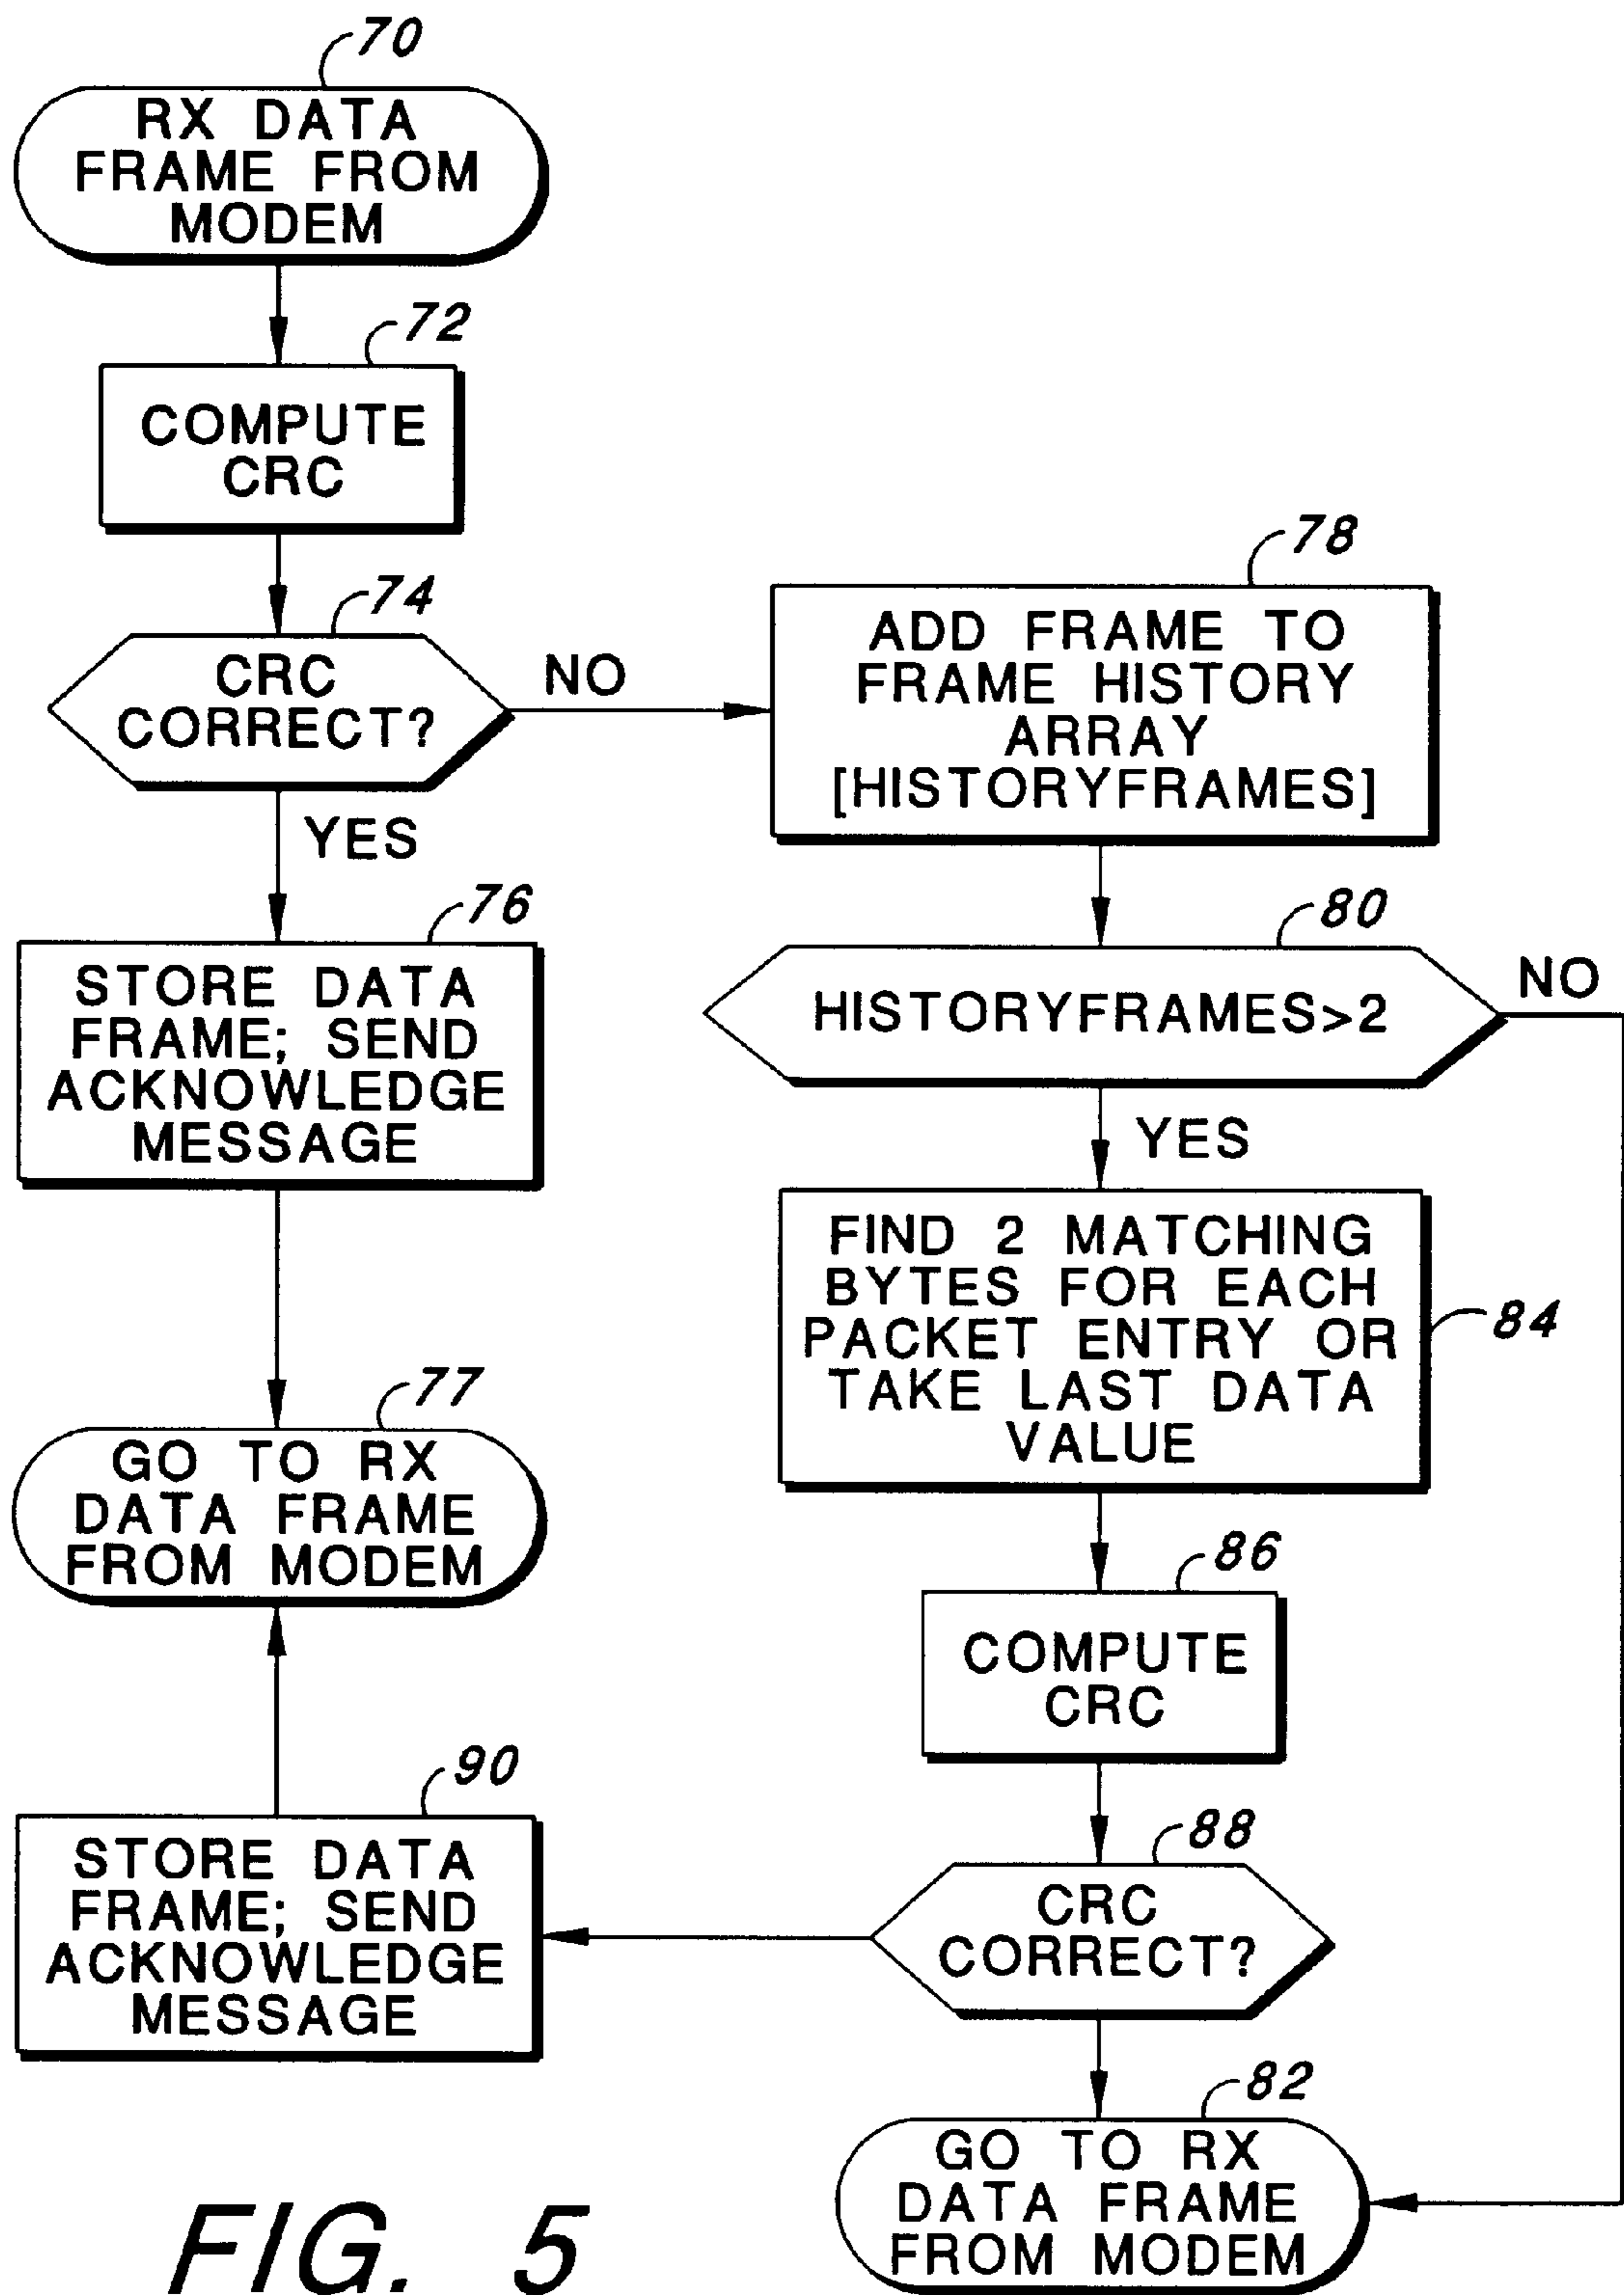 70
RX DATA
FRAME FROM
MODEM
72
COMPUTE
CRC
74
CRC
CORRECT?
NO
YES
76
STORE DATA
FRAME; SEND
ACKNOWLEDGE
MESSAGE
77
GO TO RX
DATA FRAME
FROM MODEM
78
ADD FRAME TO
FRAME HISTORY
ARRAY
[HISTORYFRAMES]
80
HISTORYFRAMES>2
NO
YES
84
FIND 2 MATCHING
BYTES FOR EACH
PACKET ENTRY OR
TAKE LAST DATA
VALUE
86
COMPUTE
CRC
88
CRC
CORRECT?
90
STORE DATA
FRAME; SEND
ACKNOWLEDGE
MESSAGE
82
GO TO RX
DATA FRAME
FROM MODEM
FIG. 5